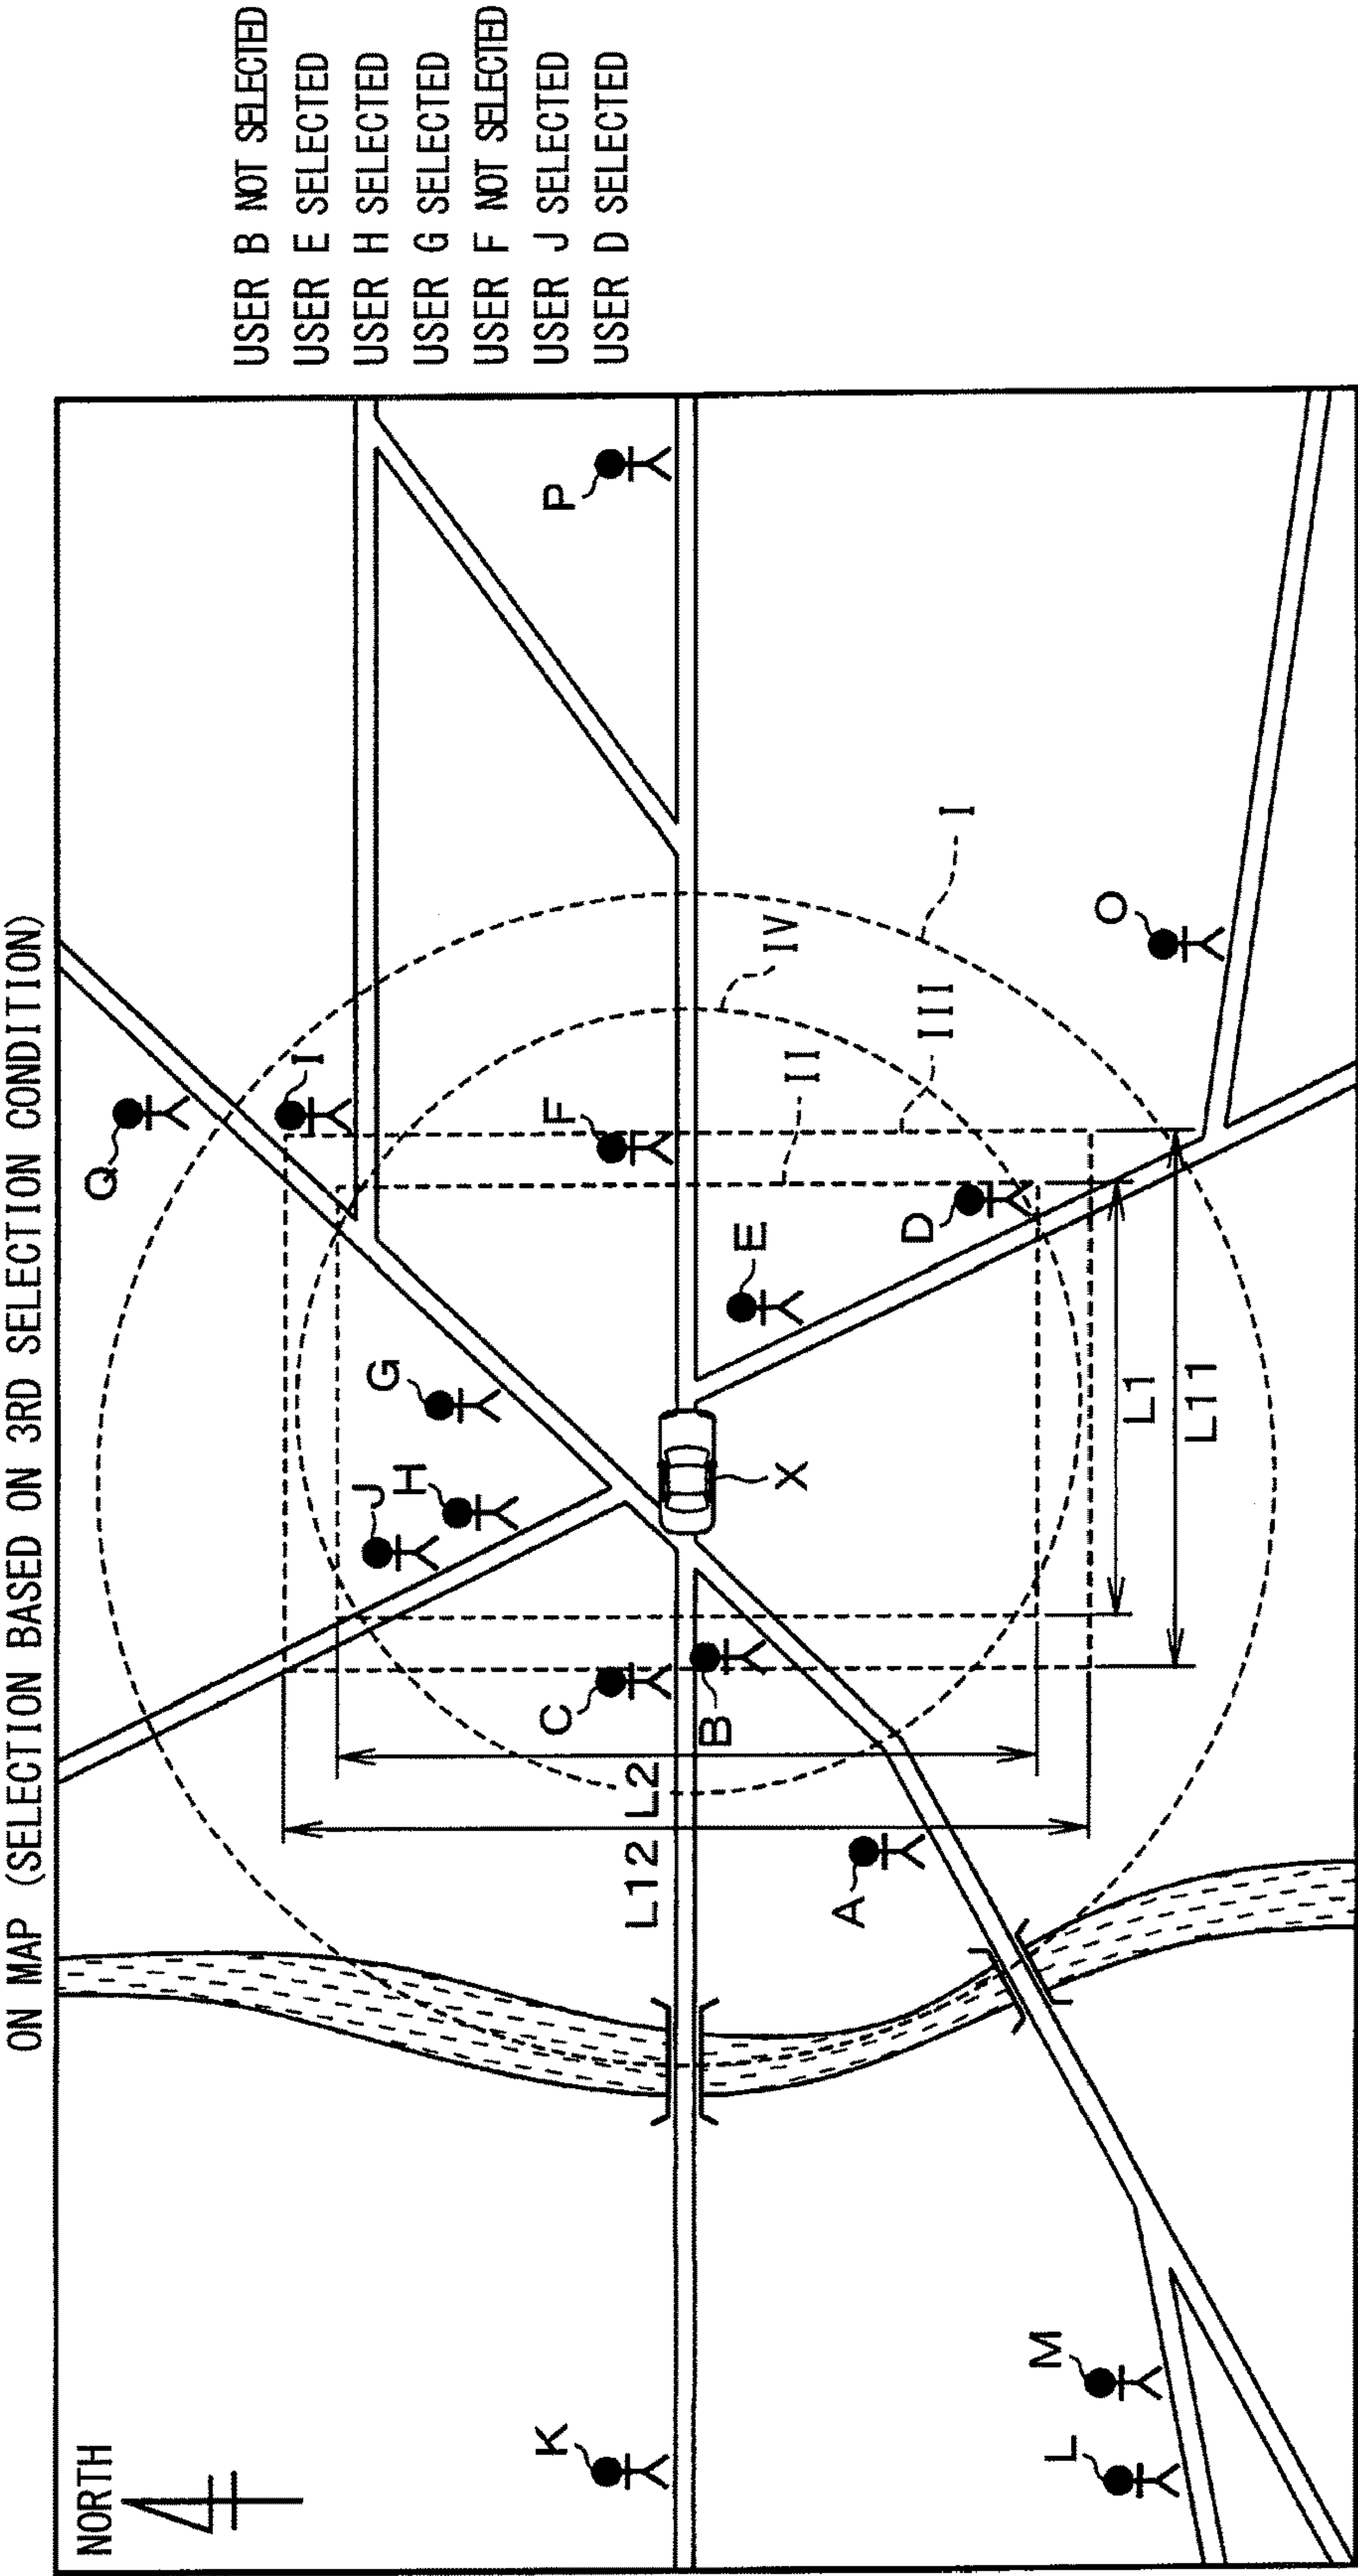 ON MAP (SELECTION BASED ON 3RD SELECTION CONDITION)
NORTH
Q
I
P
F
G
H
J
K
C
L12
L2
B
X
E
D
A
II
III
IV
I
O
M
L
L1
L11
USER B NOT SELECTED
USER E SELECTED
USER H SELECTED
USER G SELECTED
USER F NOT SELECTED
USER J SELECTED
USER D SELECTED